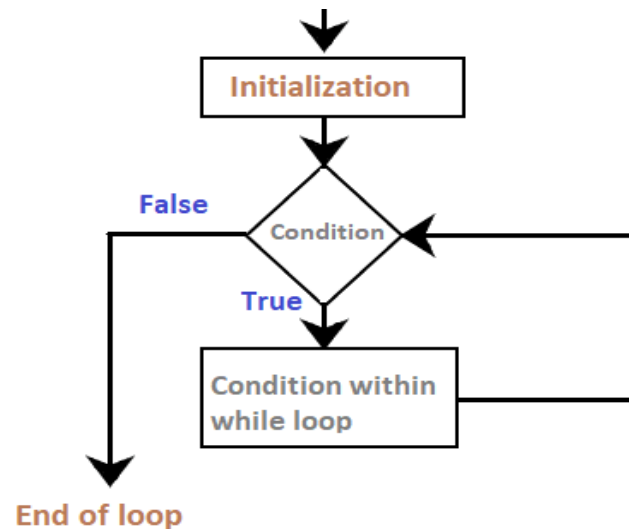 Initialization
False
Condition
True
Condition within
while loop
End of loop